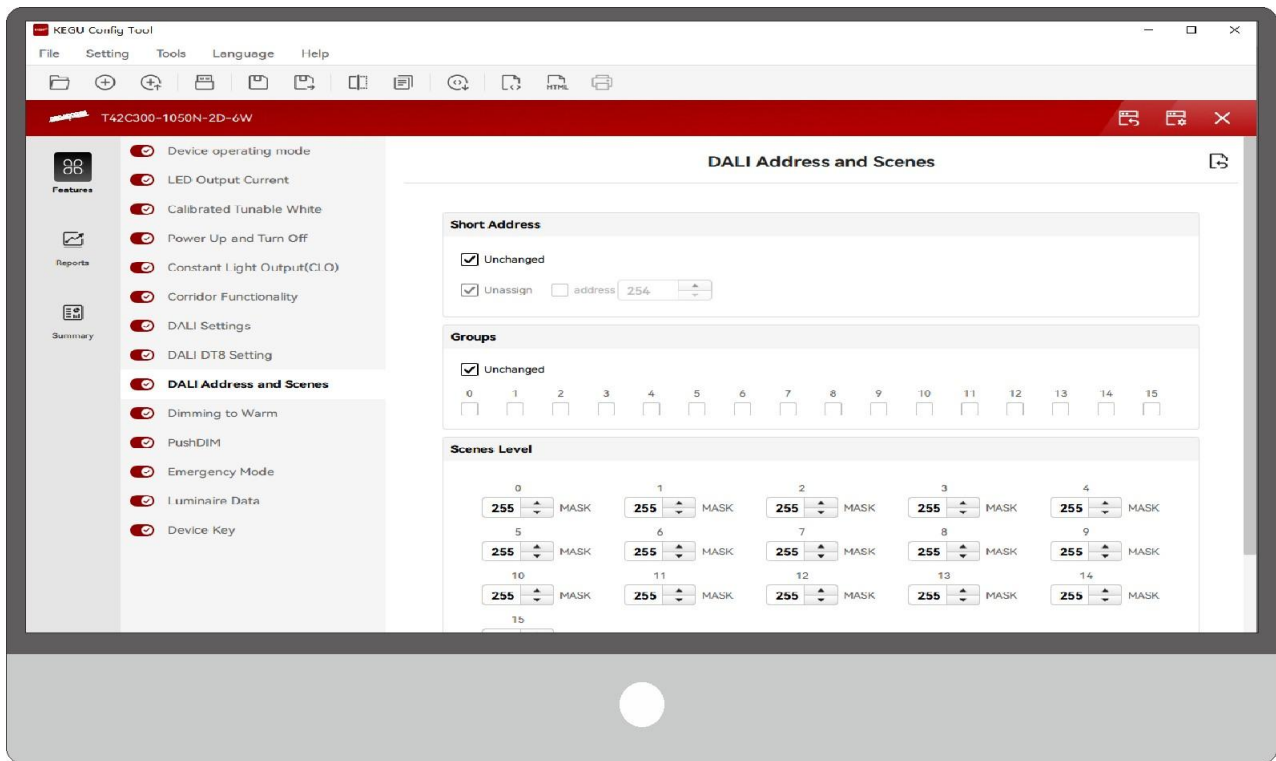 KEGU Config Tool
File Setting Tools Language Help
HTML
T42C300-1050N-2D-6W
Features
Reports
Summary
Device operating mode
LED Output Current
Calibrated Tunable White
Power Up and Turn Off
Constant Light Output(CLO)
Corridor Functionality
DALI Settings
DALI DT8 Setting
DALI Address and Scenes
Dimming to Warm
PushDIM
Emergency Mode
Luminaire Data
Device Key
DALI Address and Scenes
Short Address
Unchanged
Unassign address 254
Groups
Unchanged
0 1 2 3 4 5 6 7 8 9 10 11 12 13 14 15
Scenes Level
0 1 2 3 4
255 MASK 255 MASK 255 MASK 255 MASK 255 MASK
5 6 7 8 9
255 MASK 255 MASK 255 MASK 255 MASK 255 MASK
10 11 12 13 14
255 MASK 255 MASK 255 MASK 255 MASK 255 MASK
15